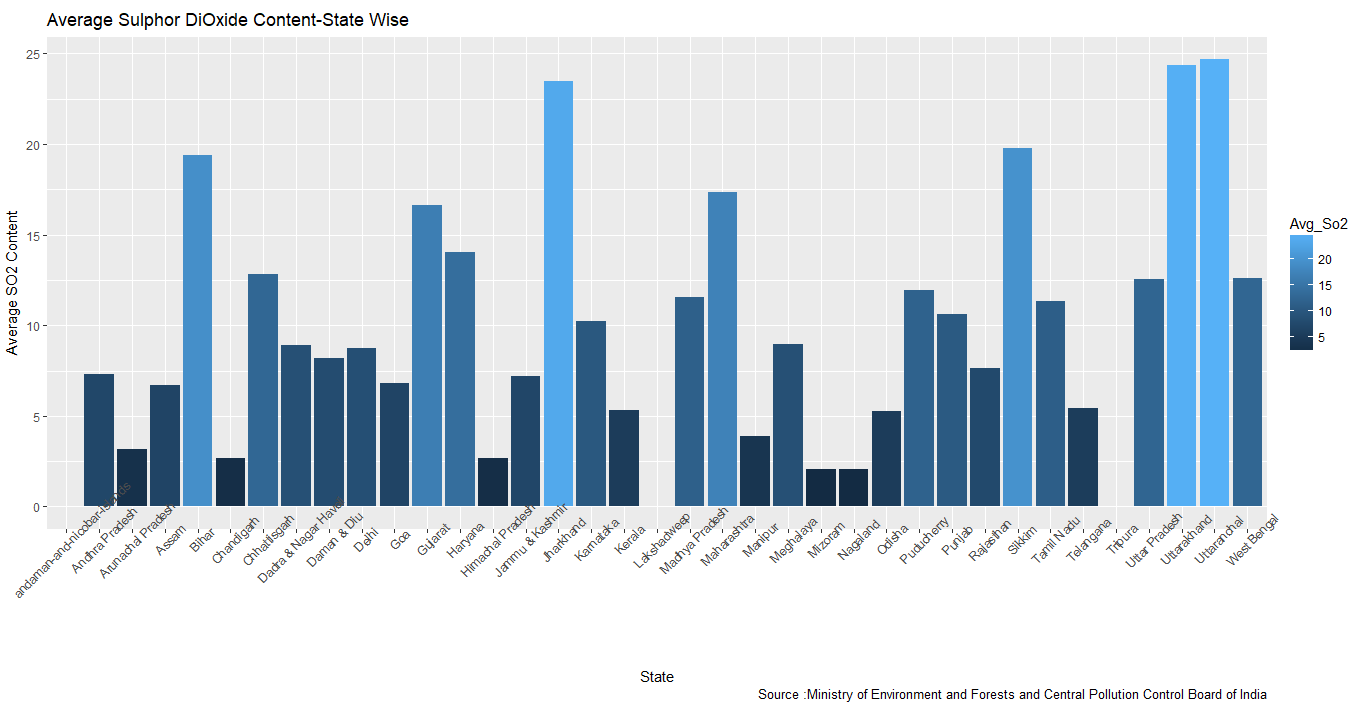 Average Sulphor DiOxide Content-State Wise
Average SO2 Content
25
20
15
10
5
0
andaman-and-nicobar-islands
Andhra Pradesh
Arunachal Pradesh
Assam
Bihar
Chandigarh
Chhattisgarh
Dadra & Nagar Haveli
Daman & Diu
Delhi
Goa
Gujarat
Haryana
Himachal Pradesh
Jammu & Kashmir
Jharkhand
Karnataka
Kerala
Lakshadweep
Madhya Pradesh
Maharashtra
Manipur
Meghalaya
Mizoram
Nagaland
Odisha
Puducherry
Punjab
Rajasthan
Sikkim
Tamil Nadu
Telangana
Tripura
Uttar Pradesh
Uttarakhand
Uttaranchal
West Bengal
State
Avg_So2
20
15
10
5
Source :Ministry of Environment and Forests and Central Pollution Control Board of India